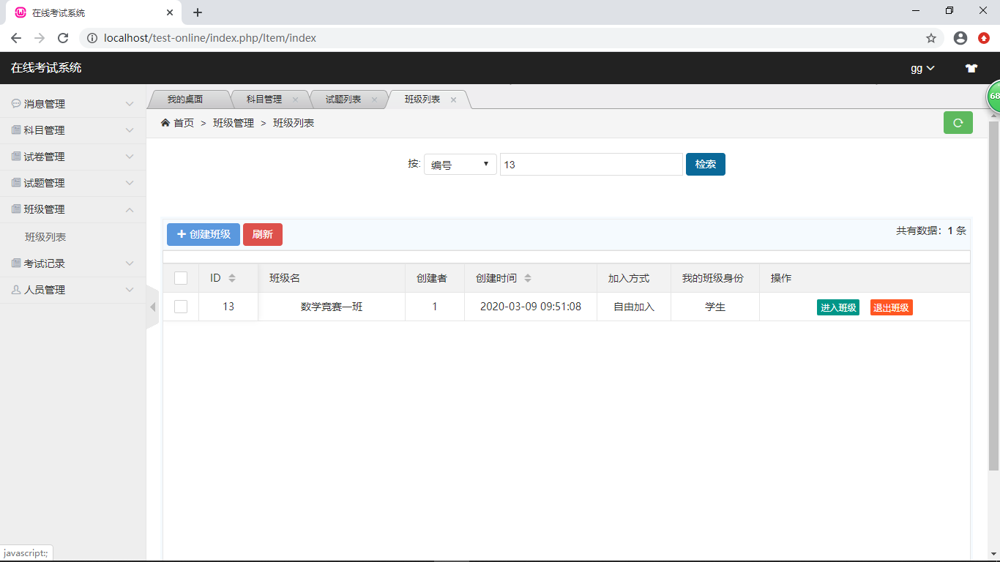 在线考试系统
localhost/test-online/index.php/Item/index
在线考试系统
gg
68
消息管理
科目管理
试卷管理
试题管理
班级管理
班级列表
考试记录
人员管理
我的桌面 科目管理 试题列表 班级列表
首页 > 班级管理 > 班级列表
按: 编号 13 检索
创建班级 刷新 共有数据：1 条
ID 班级名 创建者 创建时间 加入方式 我的班级身份 操作
13 数学竞赛一班 1 2020-03-09 09:51:08 自由加入 学生 进入班级 退出班级
javascript:;